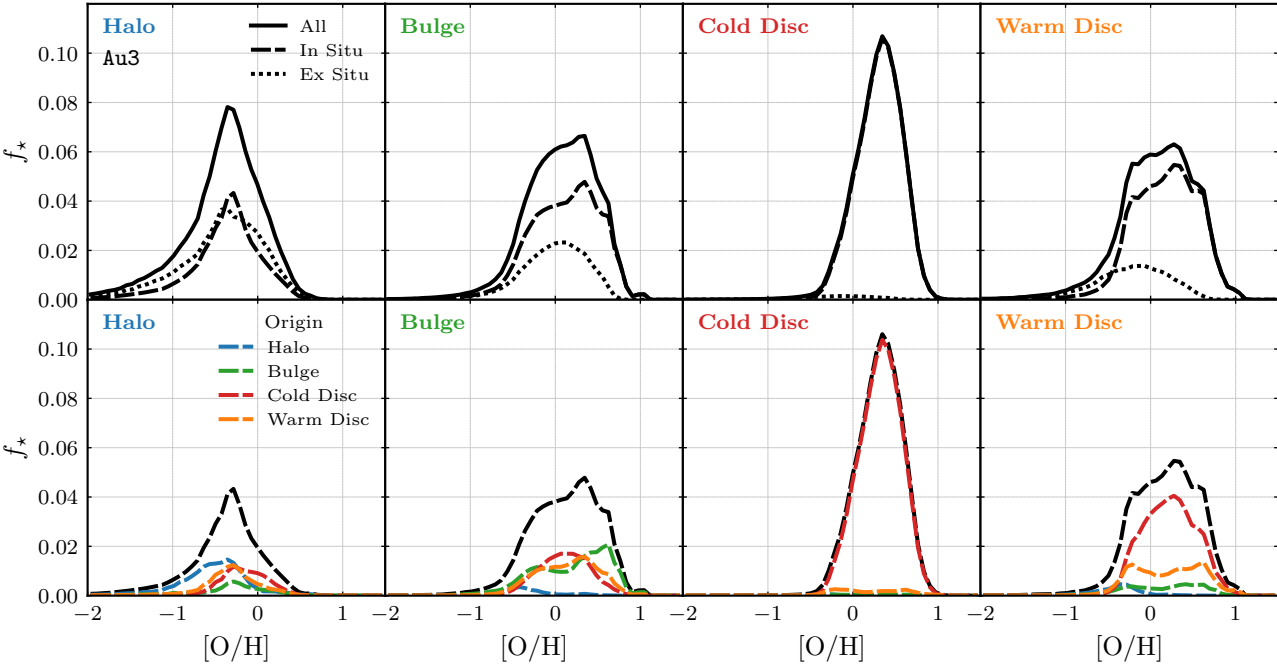 Halo
Au3
All
In Situ
Ex Situ
Bulge
Cold Disc
Warm Disc
0.10
0.08
0.06
0.04
0.02
0.00
f⋆
Halo
Origin
Halo
Bulge
Cold Disc
Warm Disc
Bulge
Cold Disc
Warm Disc
0.10
0.08
0.06
0.04
0.02
0.00
f⋆
−2 −1 0 1
−2 −1 0 1
−2 −1 0 1
−2 −1 0 1
[O/H] [O/H] [O/H] [O/H]